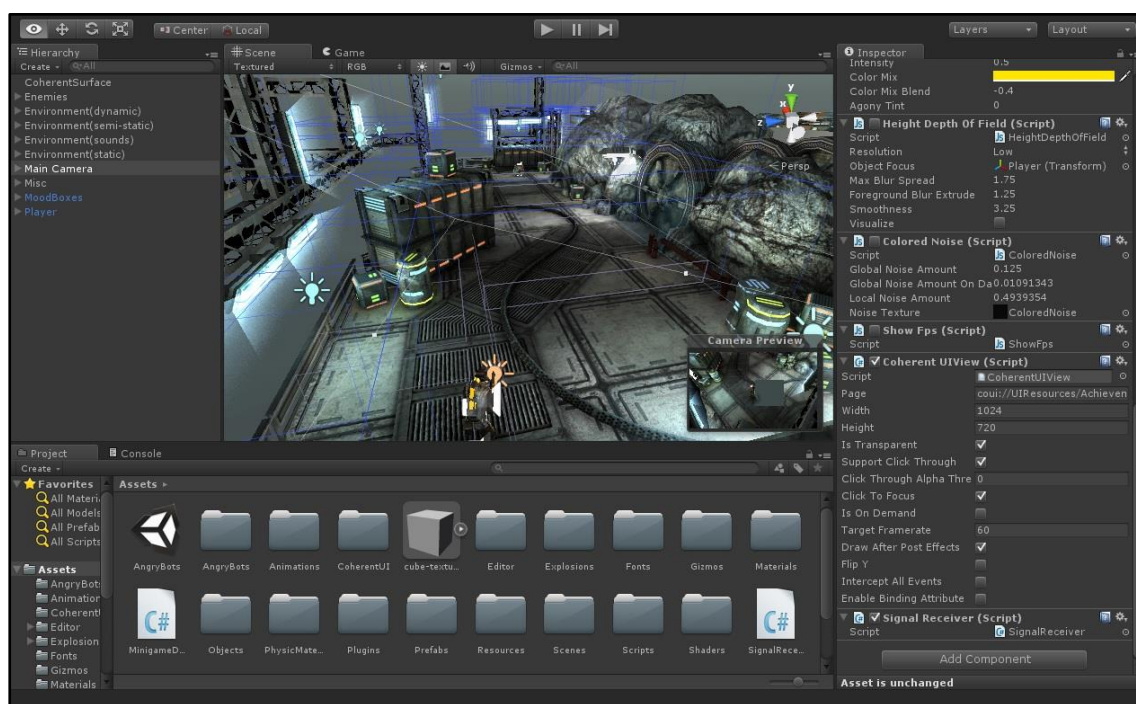 Center Local
Layers
Layout
Hierarchy
Create
All
CoherentSurface
Enemies
Environment(dynamic)
Environment(semi-static)
Environment(sounds)
Environment(static)
Main Camera
Misc
MoodBoxes
Player
Scene
Game
Textured
RGB
Gizmos
All
y
x
z
Persp
Camera Preview
Inspector
Intensity 0.5
Color Mix
Color Mix Blend -0.4
Agony Tint 0
Height Depth Of Field (Script)
Script HeightDepthOfField
Resolution Low
Object Focus Player (Transform)
Max Blur Spread 1.75
Foreground Blur Extrude 1.25
Smoothness 3.25
Visualize
Colored Noise (Script)
Script ColoredNoise
Global Noise Amount 0.125
Global Noise Amount On Da 0.01091343
Local Noise Amount 0.4939354
Noise Texture ColoredNoise
Show Fps (Script)
Script ShowFps
Coherent UIView (Script)
Script CoherentUIView
Page coui://UIResources/Achieven
Width 1024
Height 720
Is Transparent
Support Click Through
Click Through Alpha Thre 0
Click To Focus
Is On Demand
Target Framerate 60
Draw After Post Effects
Flip Y
Intercept All Events
Enable Binding Attribute
Signal Receiver (Script)
Script SignalReceiver
Add Component
Asset is unchanged
Project
Console
Create
Favorites
All Materi
All Models
All Prefab
All Scripts
Assets
AngryBot
Animation
Coherent
Editor
Explosion
Fonts
Gizmos
Materials
Assets
AngryBots AngryBots Animations CoherentUI cube-textu... Editor Explosions Fonts Gizmos Materials
C# C#
MinigameD... Objects PhysicMate... Plugins Prefabs Resources Scenes Scripts Shaders SignalRece...